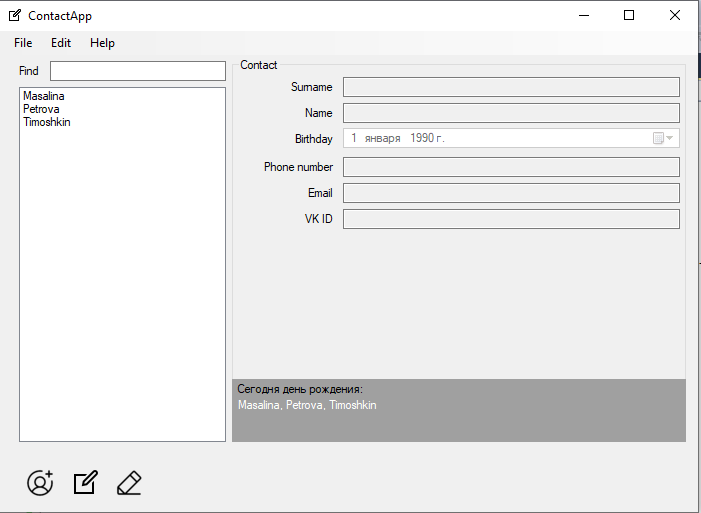 ContactApp
File Edit Help
Find
Masalina
Petrova
Timoshkin
Contact
Surname
Name
Birthday 1 января 1990 г.
Phone number
Email
VK ID
Сегодня день рождения:
Masalina, Petrova, Timoshkin